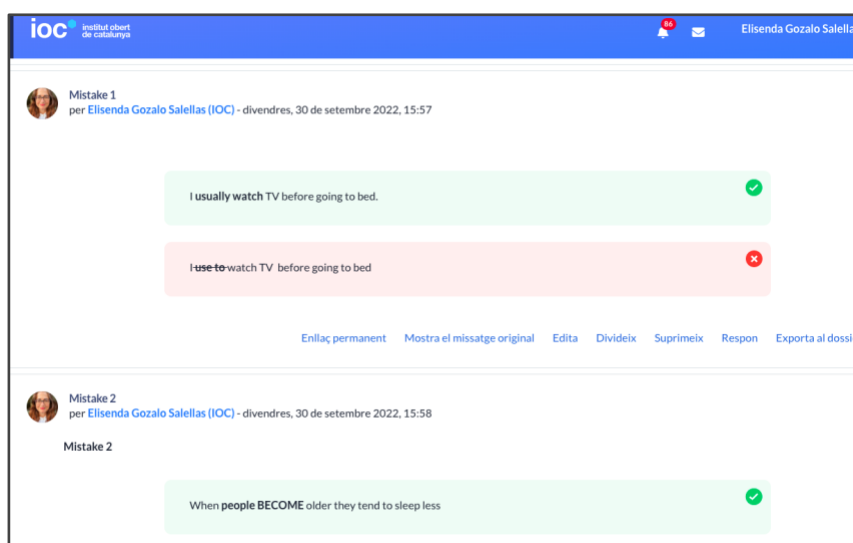 ioc institut obert
de catalunya
86
Elisenda Gozalo Salella
Mistake 1
per Elisenda Gozalo Salellas (IOC) - divendres, 30 de setembre 2022, 15:57
I usually watch TV before going to bed.
I use to watch TV before going to bed
Enllaç permanent Mostra el missatge original Edita Divideix Suprimeix Respon Exporta al dossi
Mistake 2
per Elisenda Gozalo Salellas (IOC) - divendres, 30 de setembre 2022, 15:58
Mistake 2
When people BECOME older they tend to sleep less